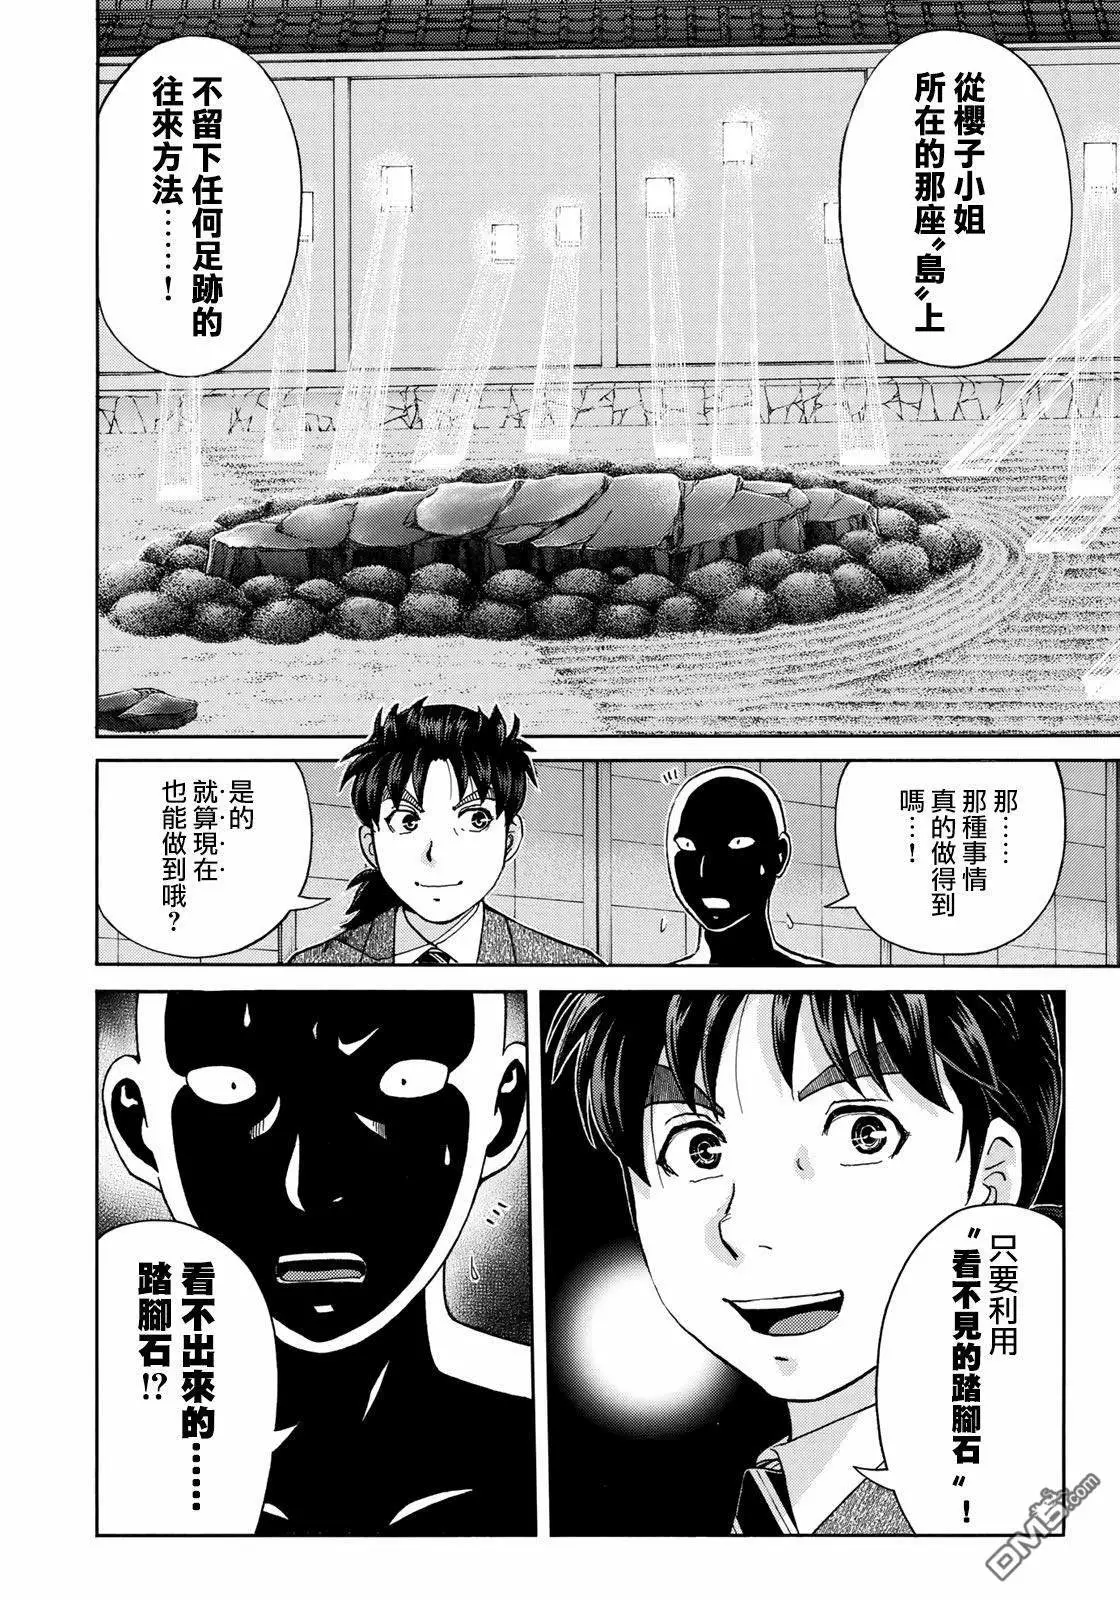 從櫻子小姐
所在的那座〝島〟上
不留下任何足跡的
往來方法……！
那……
那種事情
真的做得到
嗎…！
是的
就算現在
也能做到哦？
只要利用
〝看不見的踏腳石〟！
看不出來的……
踏腳石!?
DM5.com